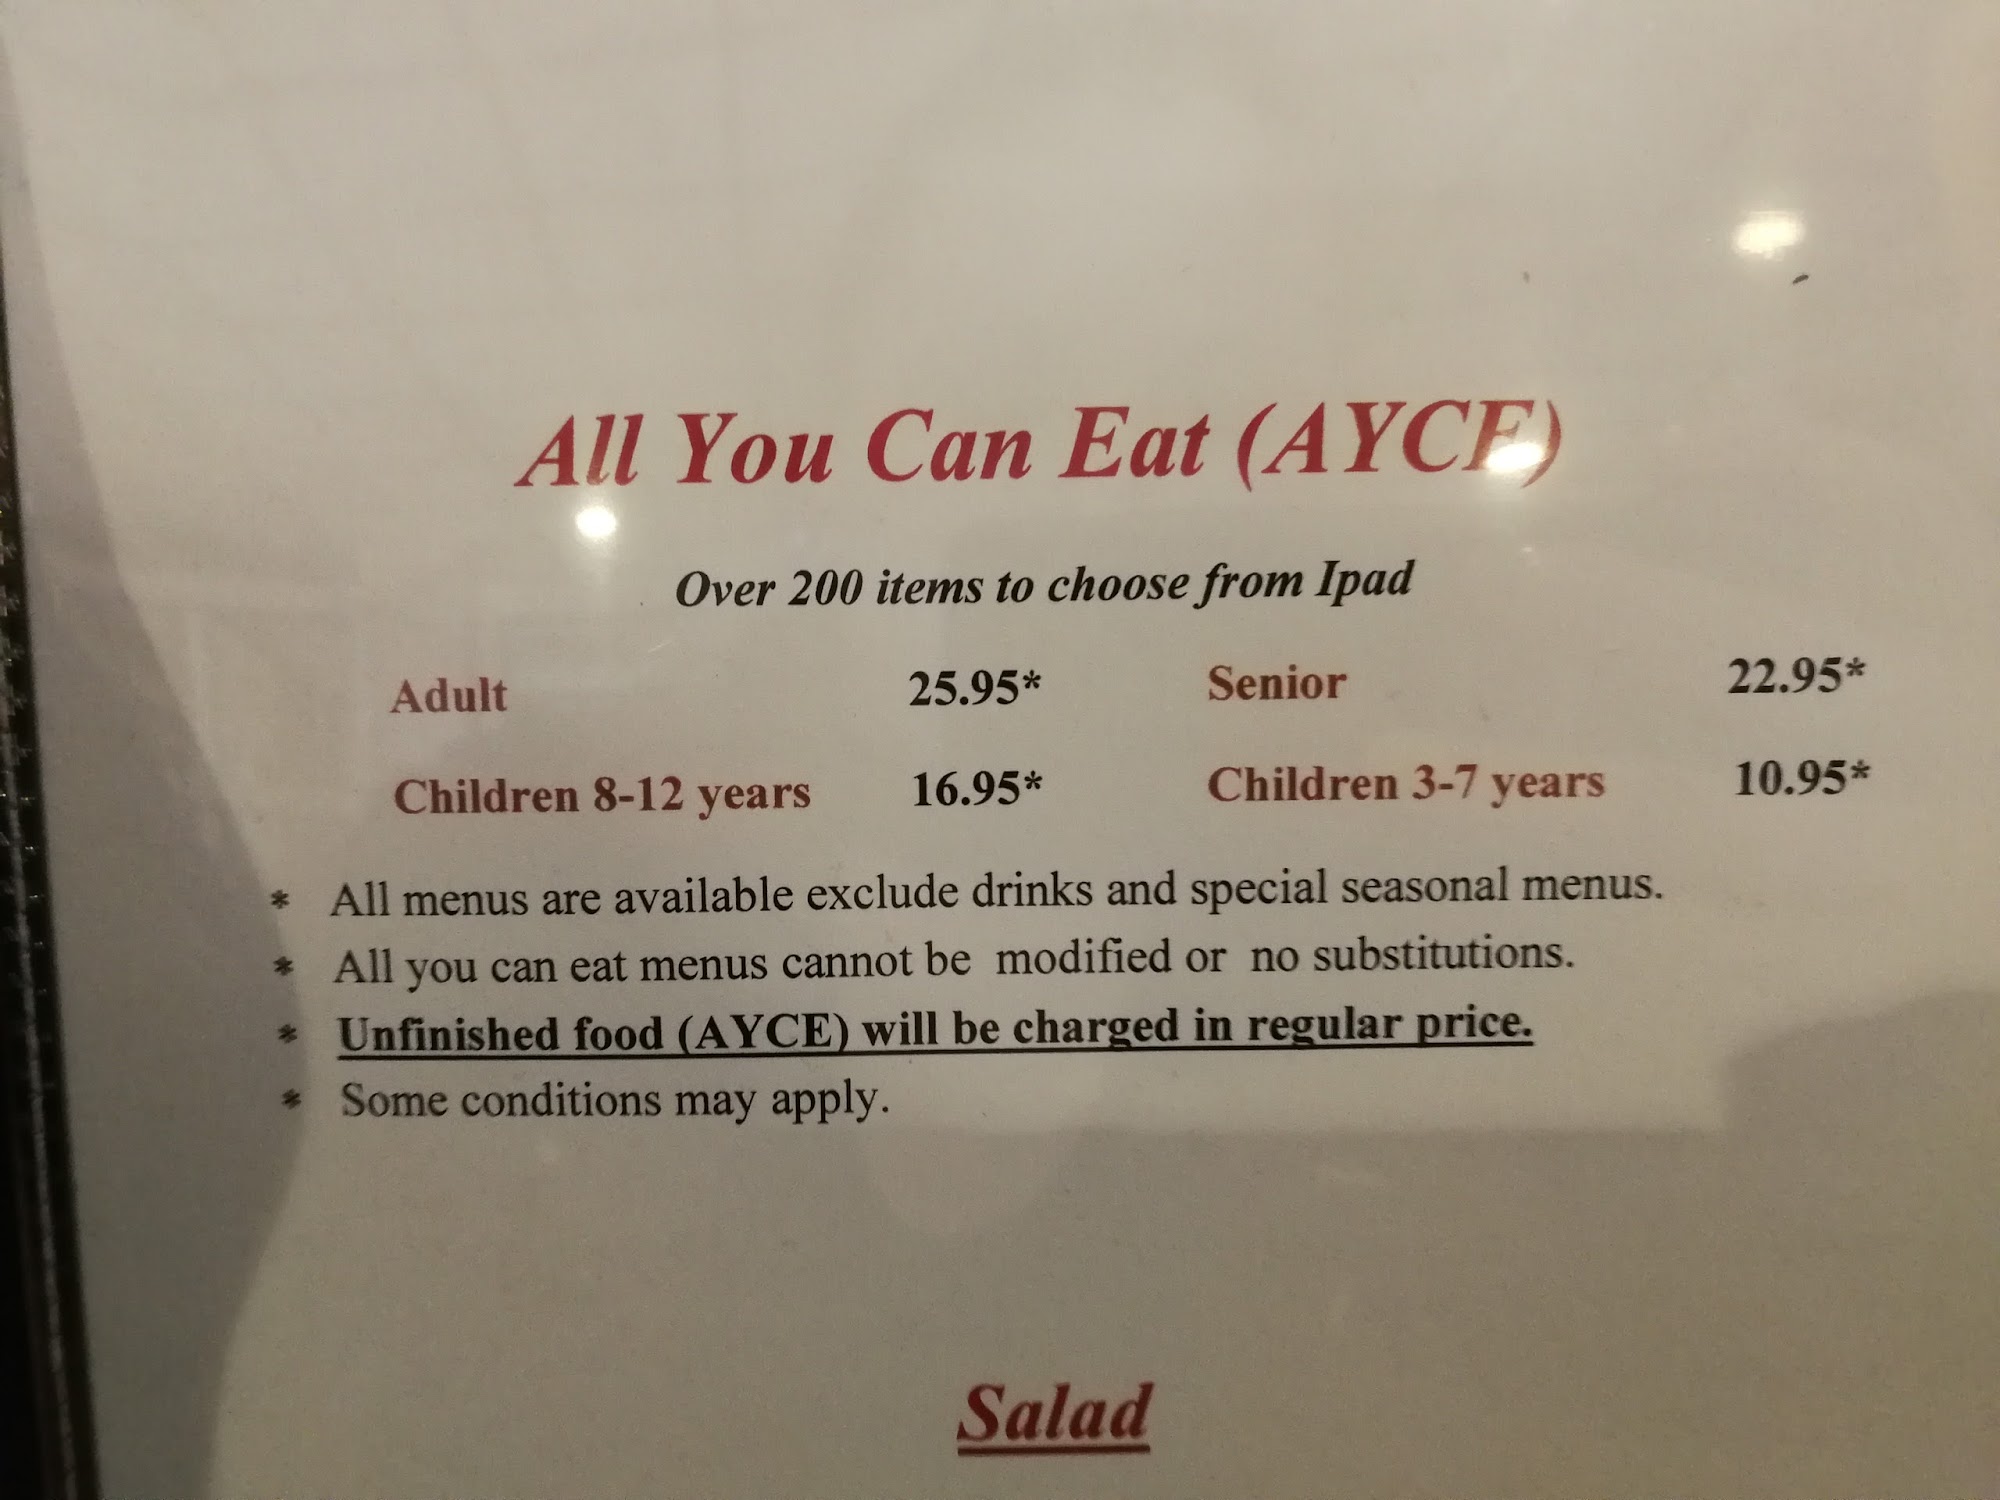 All You Can Eat (AYCE)
Over 200 items to choose from Ipad
Adult 25.95* Senior 22.95*
Children 8-12 years 16.95* Children 3-7 years 10.95*
* All menus are available exclude drinks and special seasonal menus.
* All you can eat menus cannot be modified or no substitutions.
* Unfinished food (AYCE) will be charged in regular price.
* Some conditions may apply.
Salad